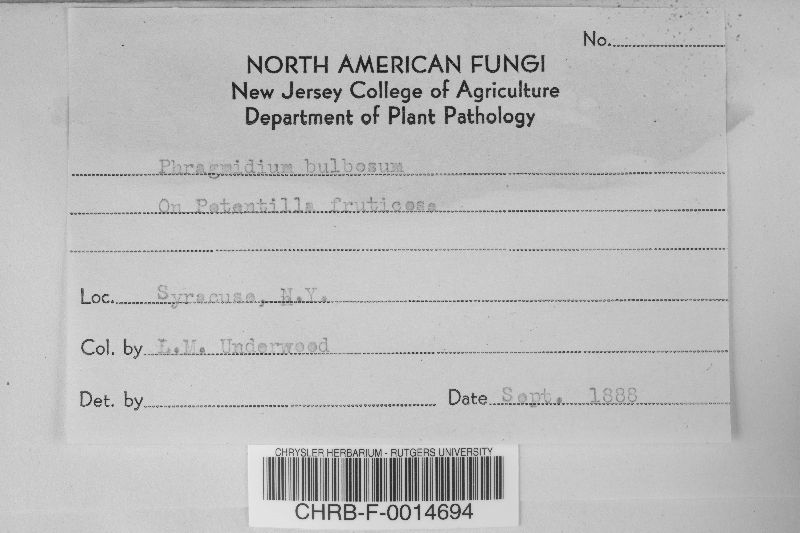 No.
NORTH AMERICAN FUNGI
New Jersey College of Agriculture
Department of Plant Pathology
Phragmidium bulbosum
On Potentilla fruticosa
Loc. Syracuse, N.Y.
Col. by L.M. Underwood
Det. by Date Sept. 1888
CHRYSLER HERBARIUM - RUTGERS UNIVERSITY
CHRB-F-0014694